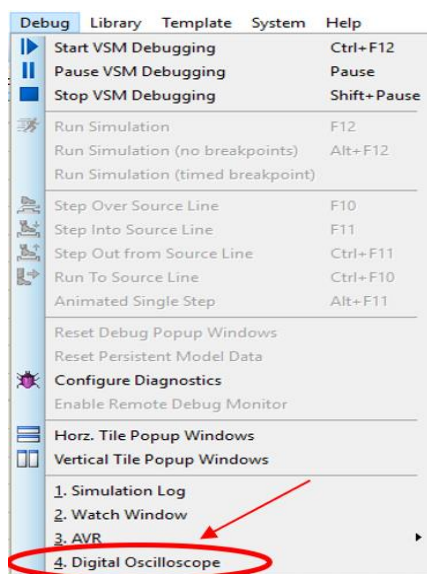 Debug Library Template System Help
Start VSM Debugging Ctrl+F12
Pause VSM Debugging Pause
Stop VSM Debugging Shift+Pause
Run Simulation F12
Run Simulation (no breakpoints) Alt+F12
Run Simulation (timed breakpoint)
Step Over Source Line F10
Step Into Source Line F11
Step Out from Source Line Ctrl+F11
Run To Source Line Ctrl+F10
Animated Single Step Alt+F11
Reset Debug Popup Windows
Reset Persistent Model Data
Configure Diagnostics
Enable Remote Debug Monitor
Horz. Tile Popup Windows
Vertical Tile Popup Windows
1. Simulation Log
2. Watch Window
3. AVR
4. Digital Oscilloscope